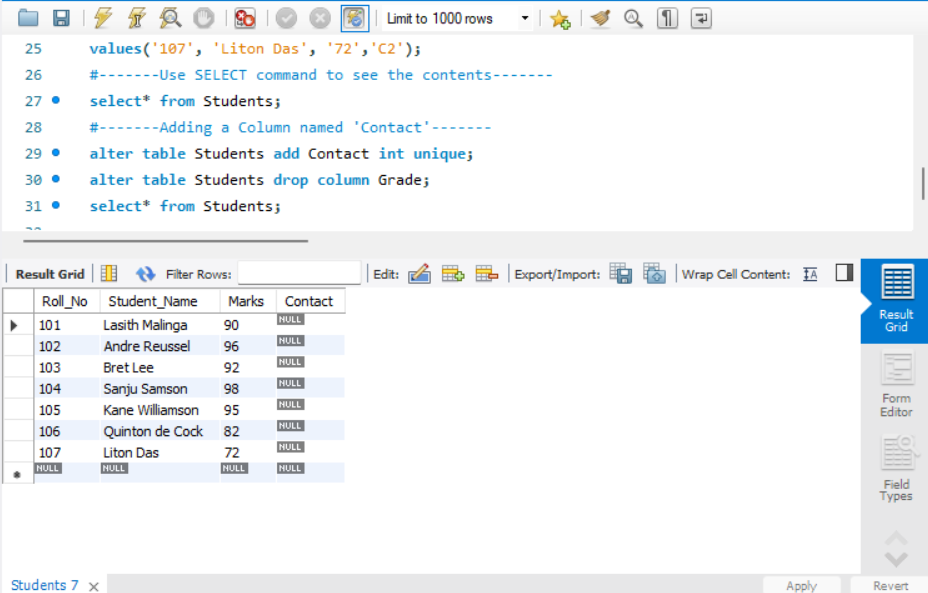 Limit to 1000 rows
25 values('107', 'Liton Das', '72','C2');
26 #-------Use SELECT command to see the contents-------
27 select* from Students;
28 #-------Adding a Column named 'Contact'-------
29 alter table Students add Contact int unique;
30 alter table Students drop column Grade;
31 select* from Students;
Result Grid Filter Rows: Edit: Export/Import: Wrap Cell Content: IA
Roll_No Student_Name Marks Contact
101 Lasith Malinga 90 NULL
102 Andre Reussel 96 NULL
103 Bret Lee 92 NULL
104 Sanju Samson 98 NULL
105 Kane Williamson 95 NULL
106 Quinton de Cock 82 NULL
107 Liton Das 72 NULL
NULL NULL NULL NULL
Result
Grid
Form
Editor
Field
Types
Students 7 Apply Revert